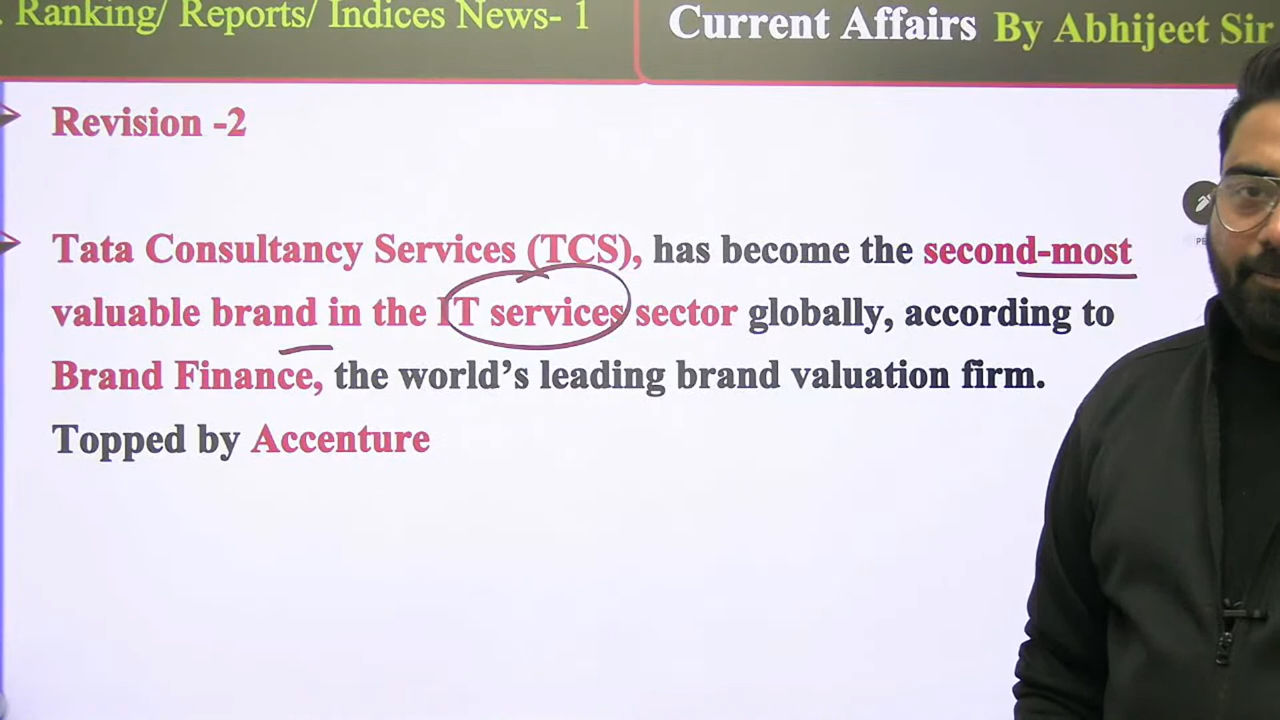 . Ranking/ Reports/ Indices News- 1
Current Affairs By Abhijeet Sir
Revision -2
Tata Consultancy Services (TCS), has become the second-most
valuable brand in the IT services sector globally, according to
Brand Finance, the world’s leading brand valuation firm.
Topped by Accenture